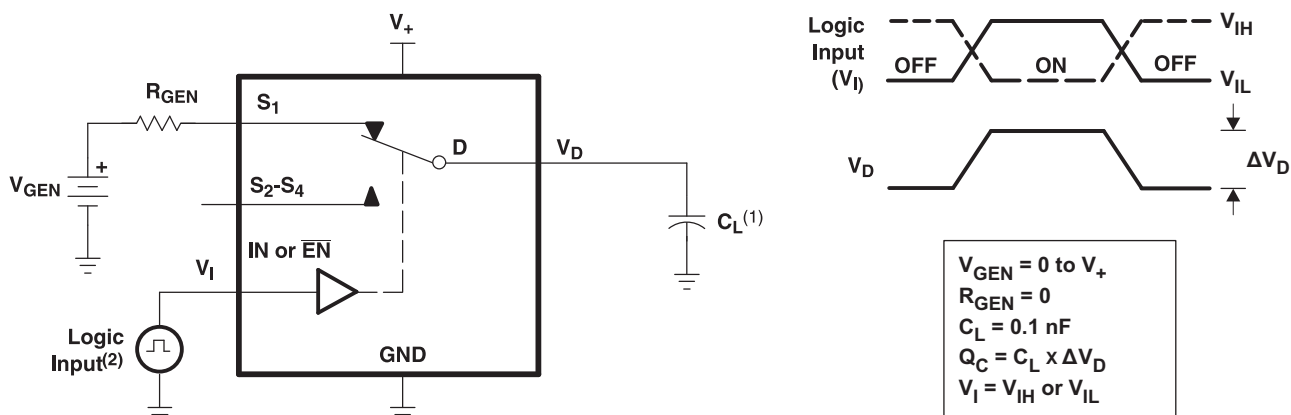 V+
RGEN
S1
D
VD
VGEN
+
S2-S4
CL(1)
IN or EN
VI
Logic
Input(2)
GND
Logic
Input
(VI)
OFF
ON
OFF
VIH
VIL
VD
ΔVD
VGEN = 0 to V+
RGEN = 0
CL = 0.1 nF
QC = CL x ΔVD
VI = VIH or VIL